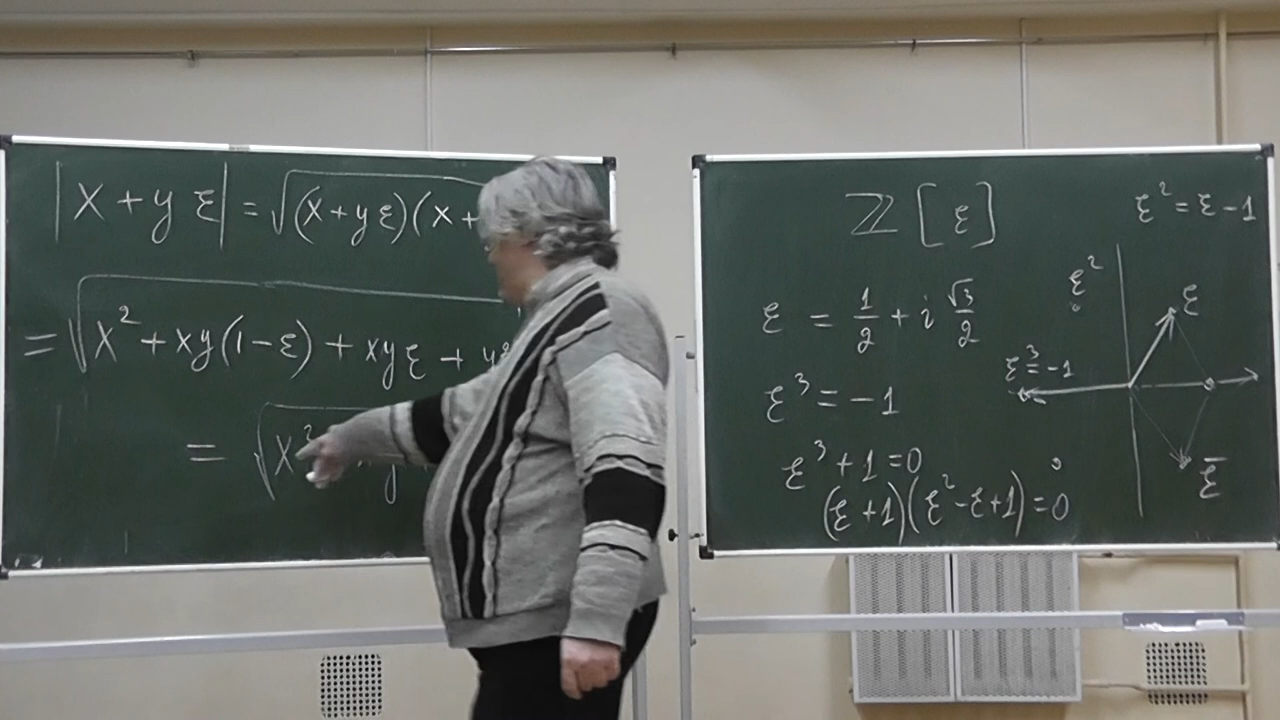 |x + y ε| = √(x + y ε)(x +
= √x² + xy(1 - ε) + xyε + y²
= √x² y
ℤ[ε]
ε² = ε - 1
ε = 1/2 + i √3/2
ε³ = -1
ε³ + 1 = 0
(ε + 1)(ε² - ε + 1) = 0
ε²
ε
ε³ = -1
ε̅